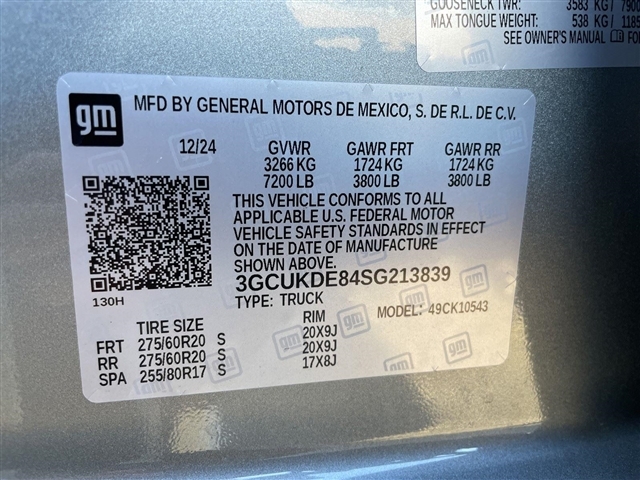 GOOSENECK TWR: 3583 KG/ 7900
MAX TONGUE WEIGHT: 538 KG/ 1185
SEE OWNER'S MANUAL FOR
gm MFD BY GENERAL MOTORS DE MEXICO, S. DE R.L. DE C.V.
12/24 GVWR GAWR FRT GAWR RR
3266 KG 1724 KG 1724 KG
7200 LB 3800 LB 3800 LB
THIS VEHICLE CONFORMS TO ALL
APPLICABLE U.S. FEDERAL MOTOR
VEHICLE SAFETY STANDARDS IN EFFECT
ON THE DATE OF MANUFACTURE
SHOWN ABOVE.
3GCUKDE84SG213839
130H TYPE: TRUCK MODEL: 49CK10543
TIRE SIZE RIM
FRT 275/60R20 S 20X9J
RR 275/60R20 S 20X9J
SPA 255/80R17 S 17X8J